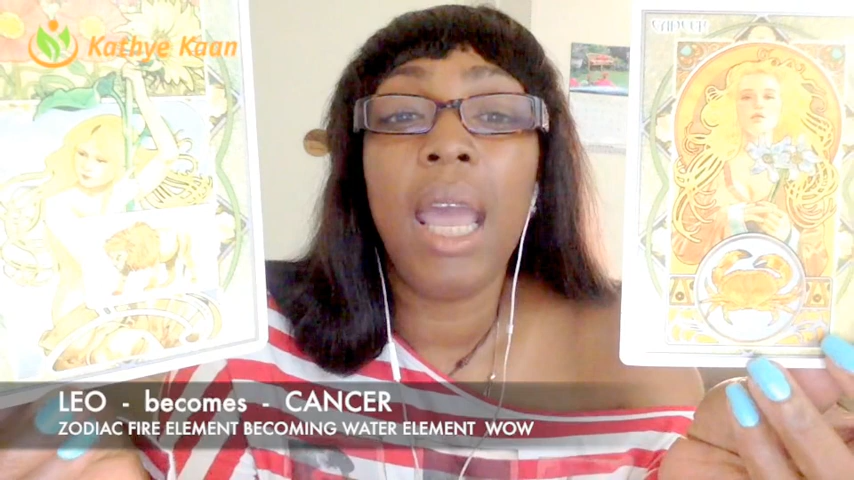 Kathye Kaan
CANCER
LEO - becomes - CANCER
ZODIAC FIRE ELEMENT BECOMING WATER ELEMENT WOW